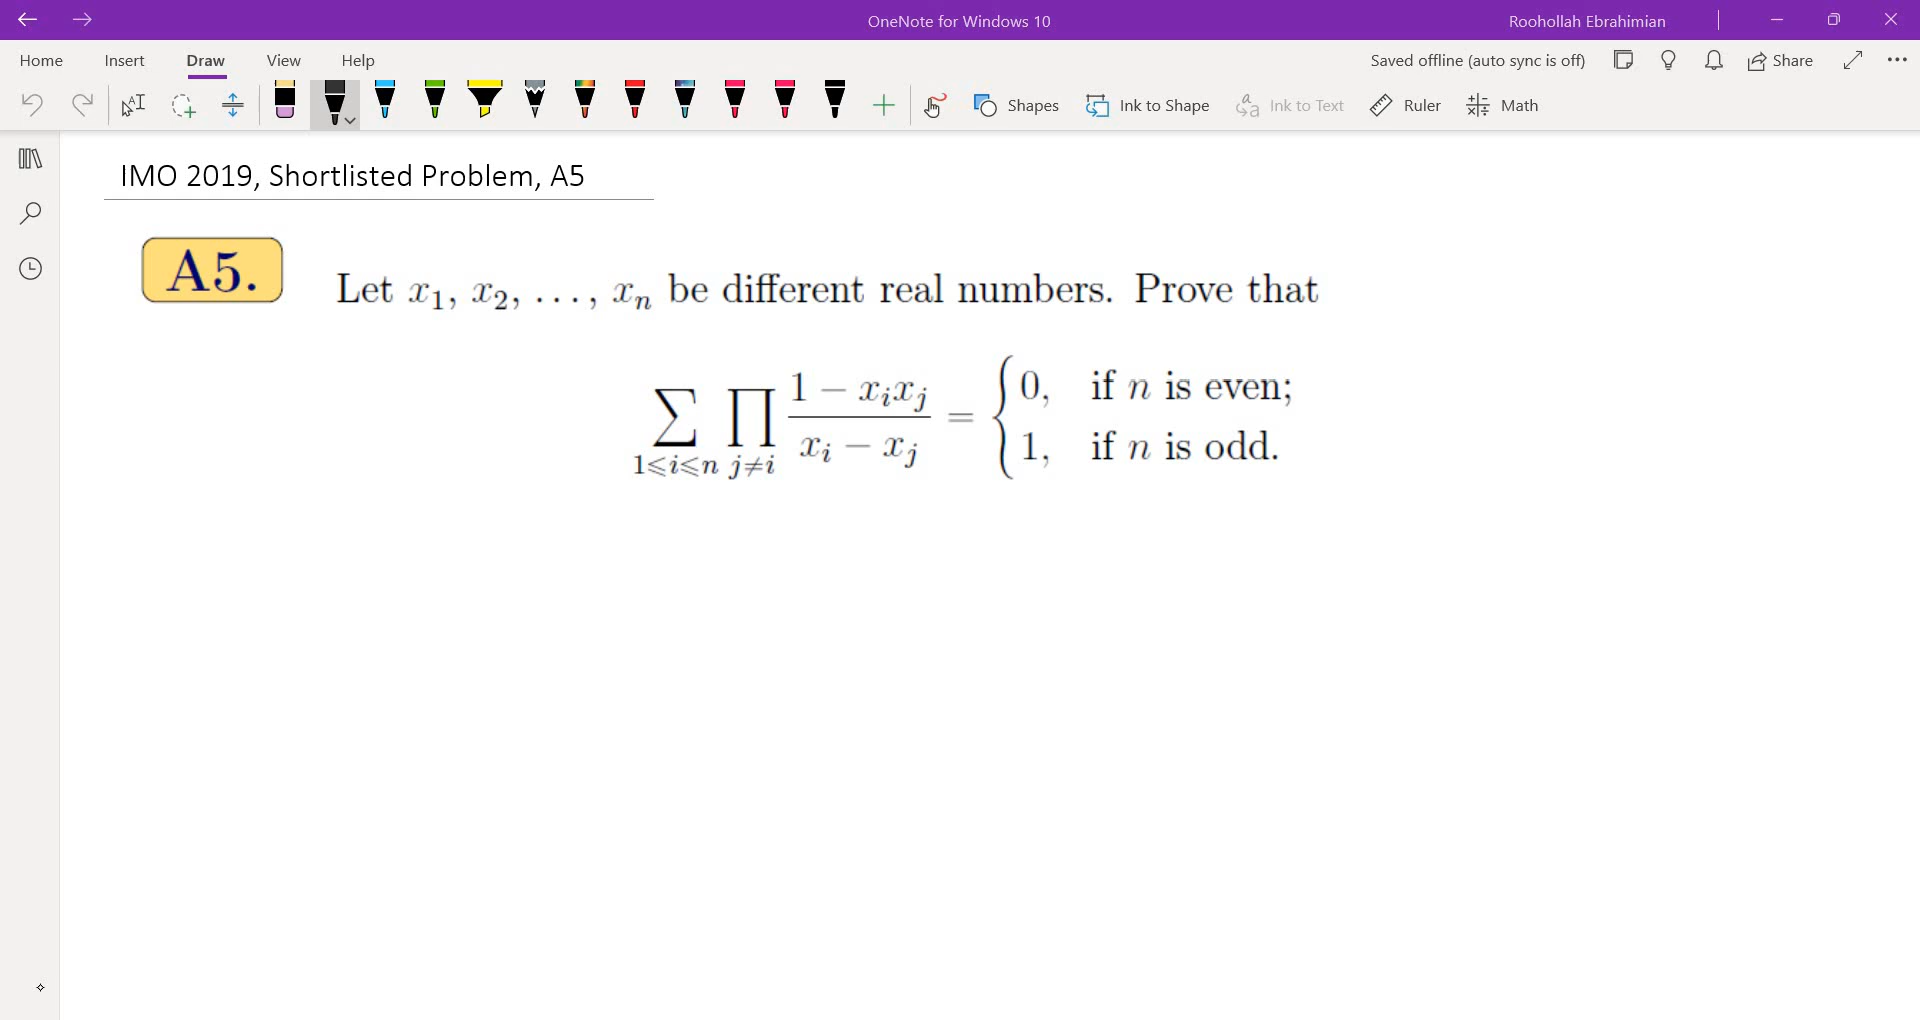 OneNote for Windows 10
Roohollah Ebrahimian
Home Insert Draw View Help
Saved offline (auto sync is off) Share
Shapes Ink to Shape Ink to Text Ruler Math
IMO 2019, Shortlisted Problem, A5
A5. Let x₁, x₂, ..., xₙ be different real numbers. Prove that
∑_{1≤i≤n} ∏_{j≠i} (1 − xᵢxⱼ)/(xᵢ − xⱼ) = { 0, if n is even; 1, if n is odd.